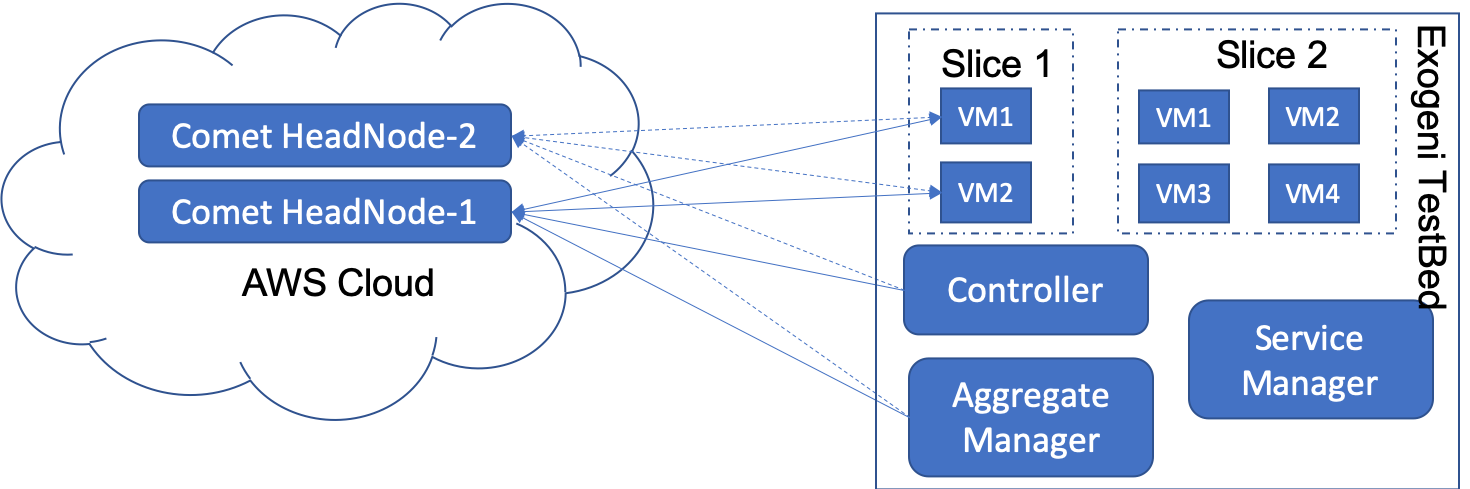 Comet HeadNode-2
Comet HeadNode-1
AWS Cloud
Slice 1
VM1
VM2
Slice 2
VM1
VM2
VM3
VM4
Exogeni TestBed
Controller
Aggregate
Manager
Service
Manager